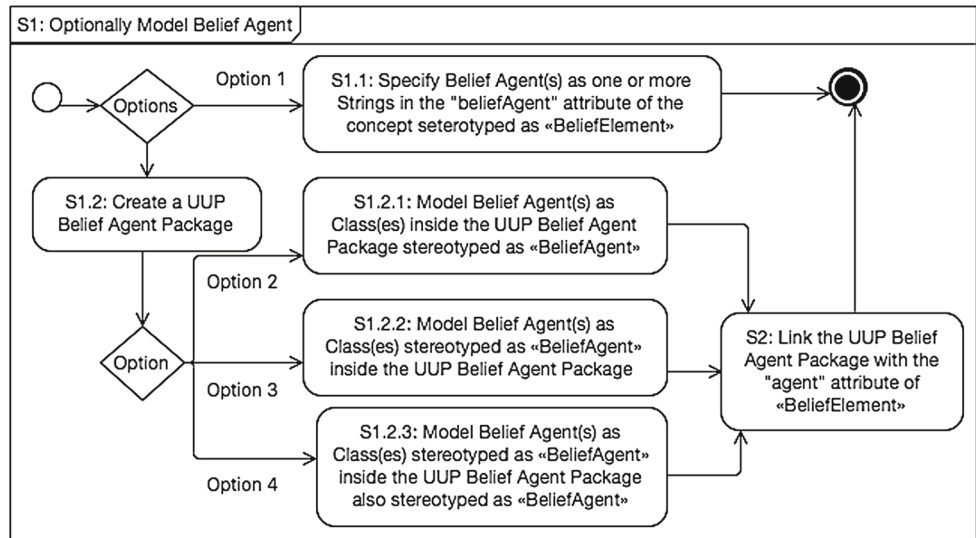 S1: Optionally Model Belief Agent
Option 1
Options
S1.1: Specify Belief Agent(s) as one or more
Strings in the "beliefAgent" attribute of the
concept seterotyped as «BeliefElement»
S1.2: Create a UUP
Belief Agent Package
S1.2.1: Model Belief Agent(s) as
Class(es) inside the UUP Belief Agent
Package stereotyped as «BeliefAgent»
Option 2
S1.2.2: Model Belief Agent(s) as
Class(es) stereotyped as «BeliefAgent»
inside the UUP Belief Agent Package
Option
Option 3
S2: Link the UUP Belief
Agent Package with the
"agent" attribute of
«BeliefElement»
S1.2.3: Model Belief Agent(s) as
Class(es) stereotyped as «BeliefAgent»
inside the UUP Belief Agent Package
also stereotyped as «BeliefAgent»
Option 4